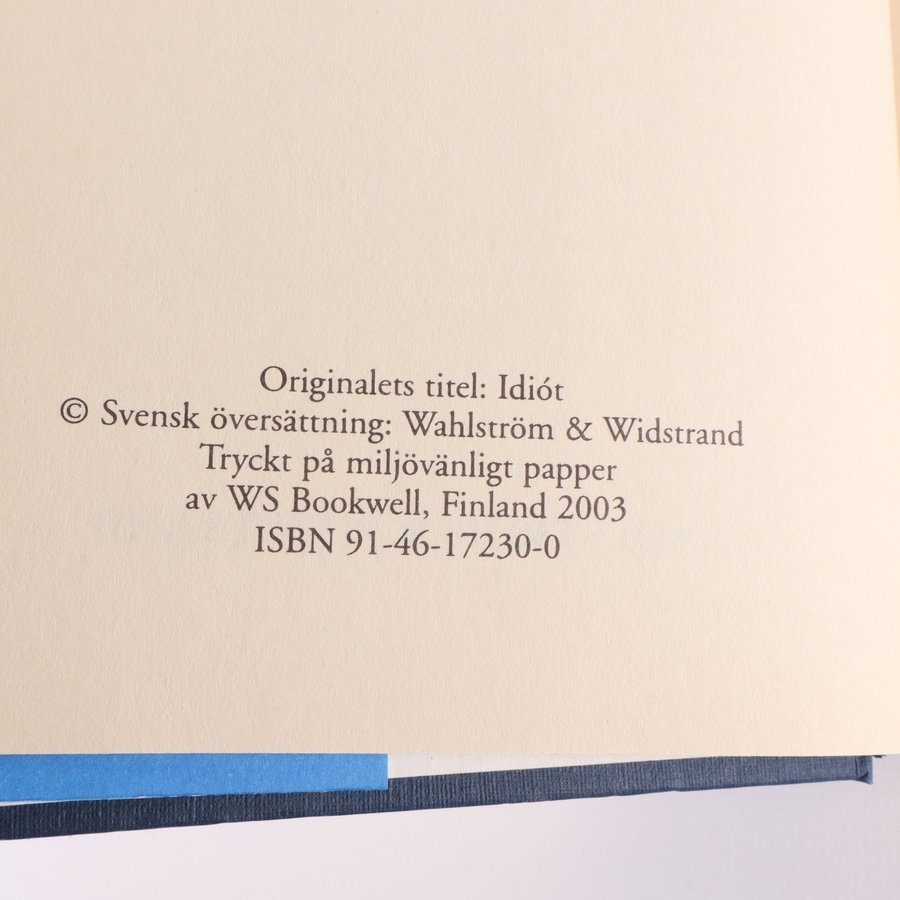 Originalets titel: Idiót
© Svensk översättning: Wahlström & Widstrand
Tryckt på miljövänligt papper
av WS Bookwell, Finland 2003
ISBN 91-46-17230-0